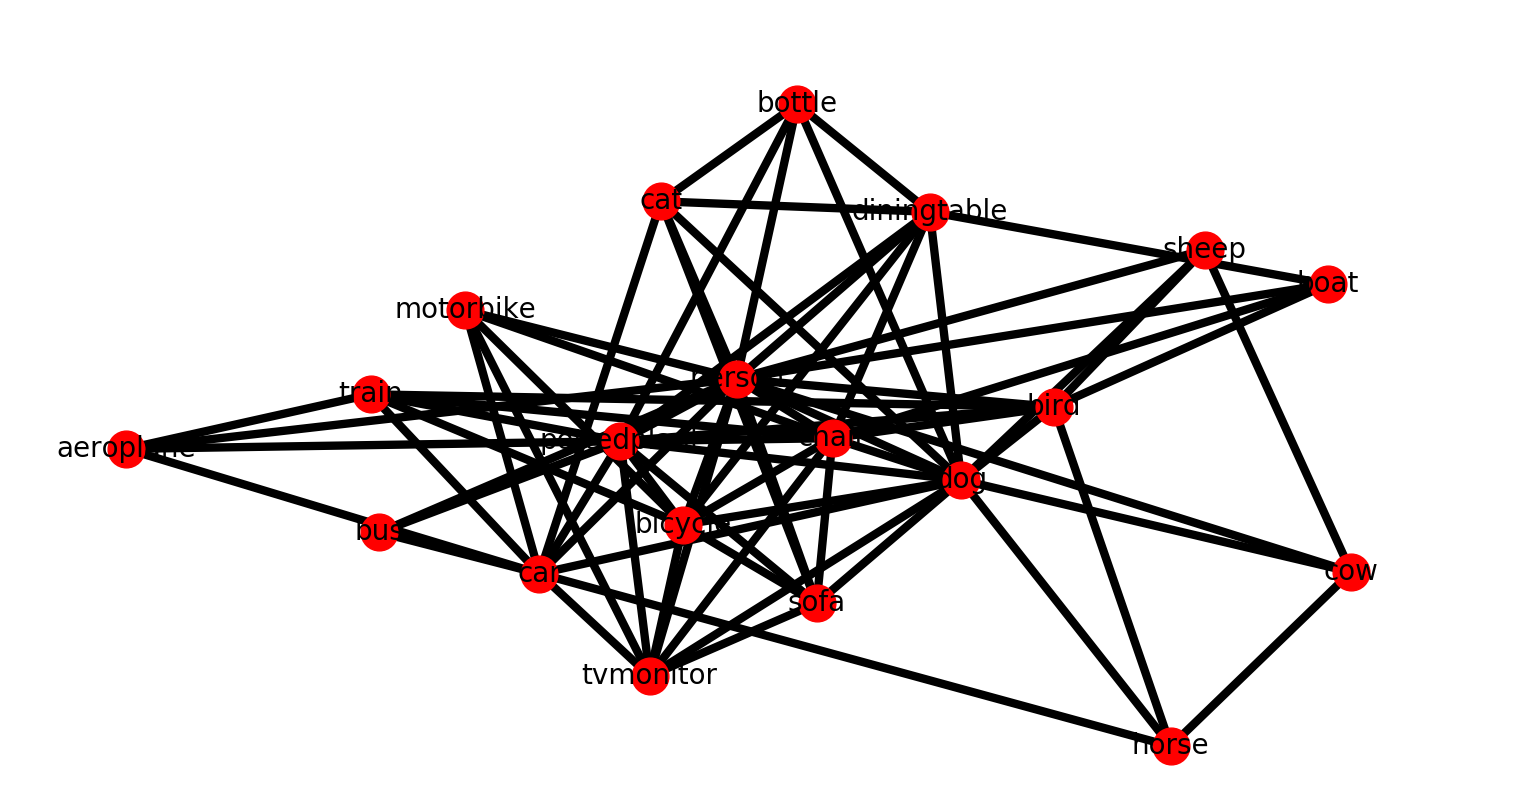 bottle
cat
diningtable
sheep
boat
motorbike
person
train
bird
chair
pottedplant
aeroplane
dog
bicycle
bus
car
cow
sofa
tvmonitor
horse